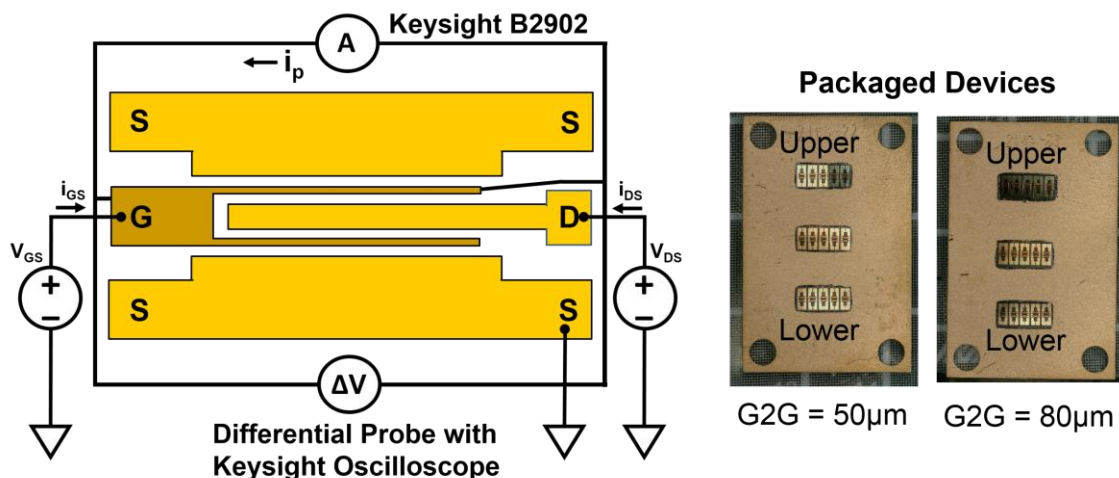 Keysight B2902
A
iₚ
S
S
i_GS
G
D
i_DS
V_GS
V_DS
+
−
+
−
S
S
ΔV
Differential Probe with
Keysight Oscilloscope
Packaged Devices
Upper
Lower
G2G = 50µm
Upper
Lower
G2G = 80µm